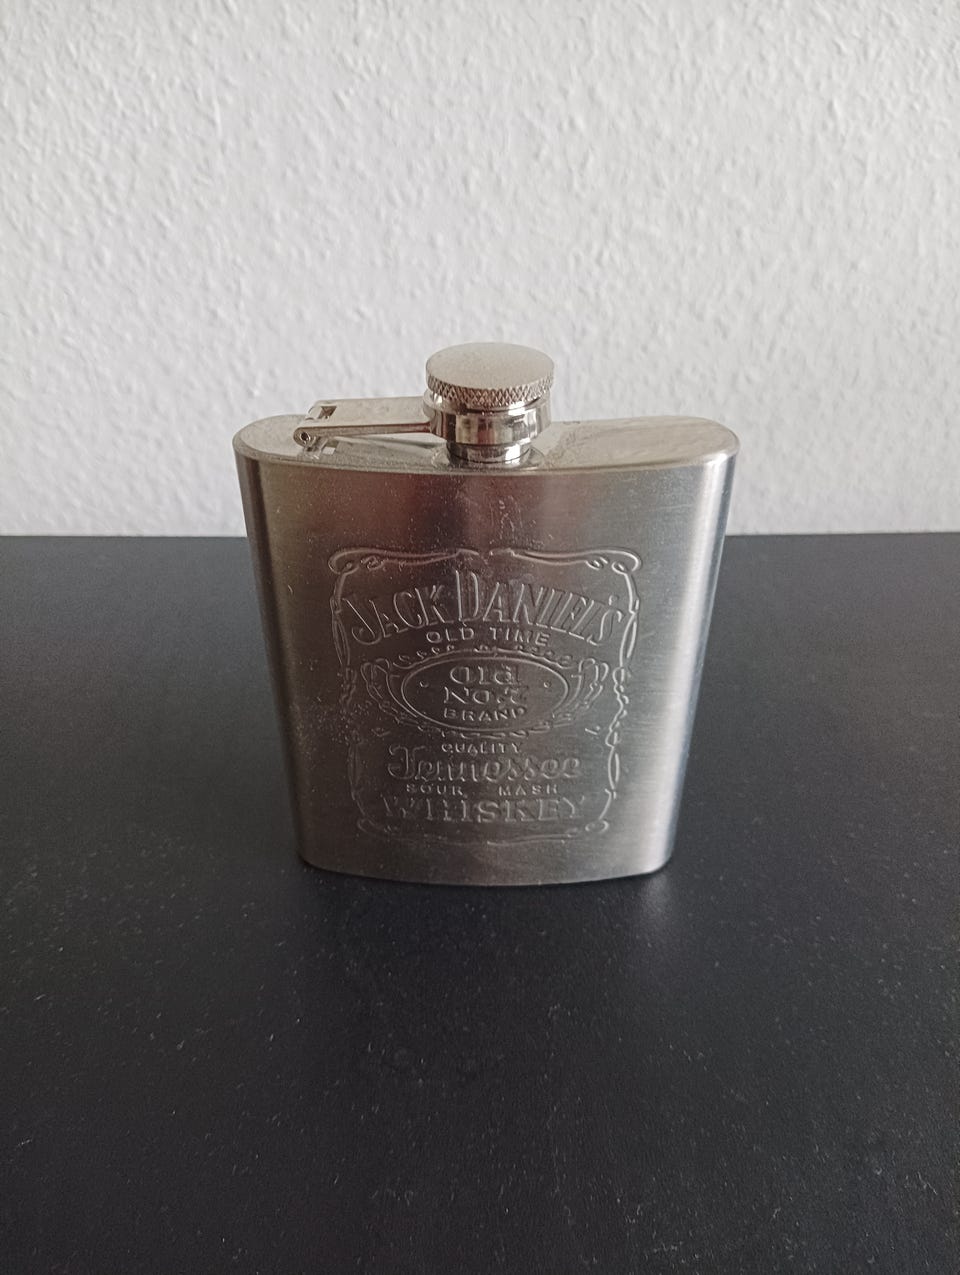 JACK DANIEL'S
OLD TIME
Old
No.7
BRAND
QUALITY
Tennessee
SOUR MASH
WHISKEY